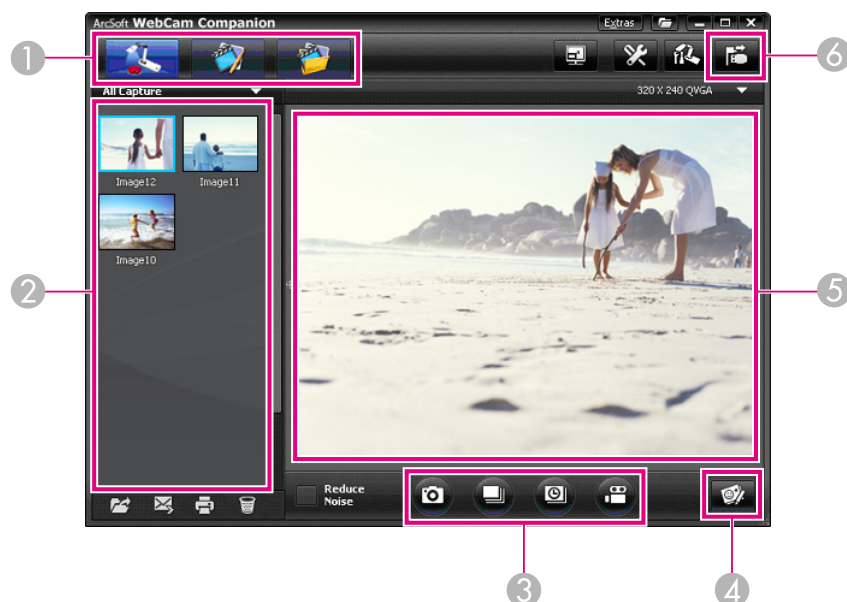 ArcSoft WebCam Companion
Extras
1
6
All Capture
320 X 240 QVGA
Image12
Image11
Image10
2
5
Reduce
Noise
3
4